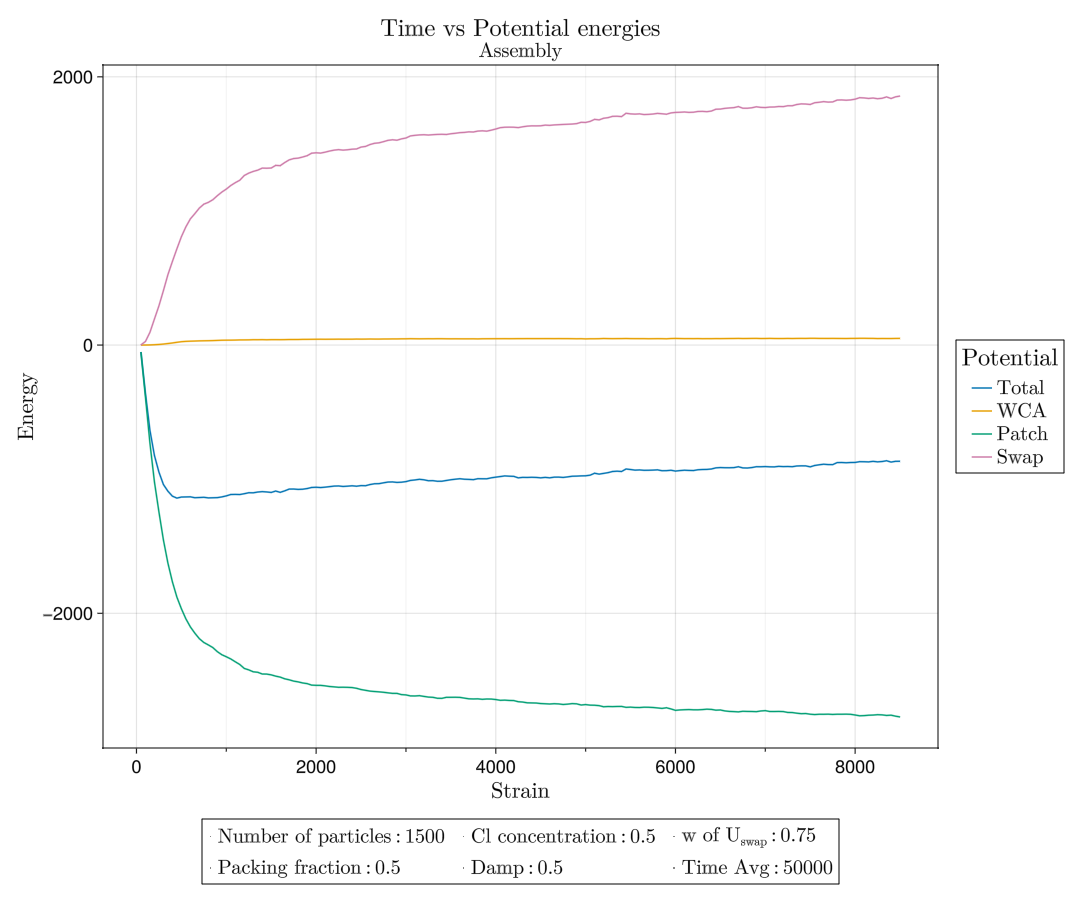 Time vs Potential energies
Assembly
2000
0
−2000
Energy
0 2000 4000 6000 8000
Strain
Potential
Total
WCA
Patch
Swap
Number of particles : 1500 Cl concentration : 0.5 w of U_swap : 0.75
Packing fraction : 0.5 Damp : 0.5 Time Avg : 50000